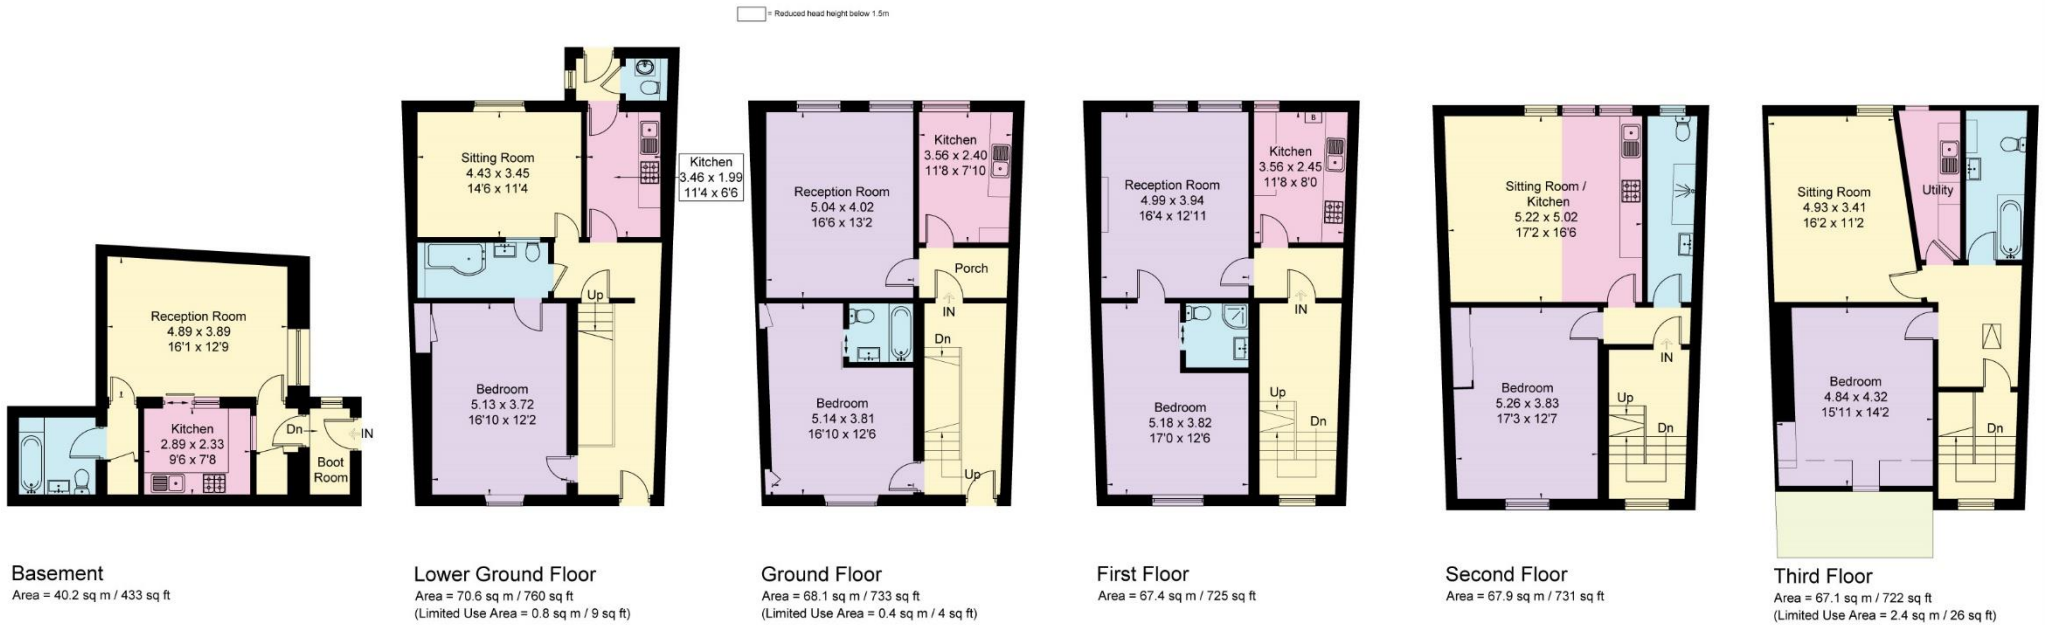 = Reduced head height below 1.5m
Reception Room
4.89 x 3.89
16'1 x 12'9
Kitchen
2.89 x 2.33
9'6 x 7'8
Dn
IN
Boot
Room
Basement
Area = 40.2 sq m / 433 sq ft
Sitting Room
4.43 x 3.45
14'6 x 11'4
Kitchen
3.46 x 1.99
11'4 x 6'6
Up
Bedroom
5.13 x 3.72
16'10 x 12'2
Lower Ground Floor
Area = 70.6 sq m / 760 sq ft
(Limited Use Area = 0.8 sq m / 9 sq ft)
Kitchen
3.56 x 2.40
11'8 x 7'10
Reception Room
5.04 x 4.02
16'6 x 13'2
Porch
IN
Dn
Bedroom
5.14 x 3.81
16'10 x 12'6
Up
Ground Floor
Area = 68.1 sq m / 733 sq ft
(Limited Use Area = 0.4 sq m / 4 sq ft)
B
Kitchen
3.56 x 2.45
11'8 x 8'0
Reception Room
4.99 x 3.94
16'4 x 12'11
IN
Up
Dn
Bedroom
5.18 x 3.82
17'0 x 12'6
First Floor
Area = 67.4 sq m / 725 sq ft
Sitting Room /
Kitchen
5.22 x 5.02
17'2 x 16'6
IN
Bedroom
5.26 x 3.83
17'3 x 12'7
Up
Dn
Second Floor
Area = 67.9 sq m / 731 sq ft
Sitting Room
4.93 x 3.41
16'2 x 11'2
Utility
Bedroom
4.84 x 4.32
15'11 x 14'2
Dn
Third Floor
Area = 67.1 sq m / 722 sq ft
(Limited Use Area = 2.4 sq m / 26 sq ft)